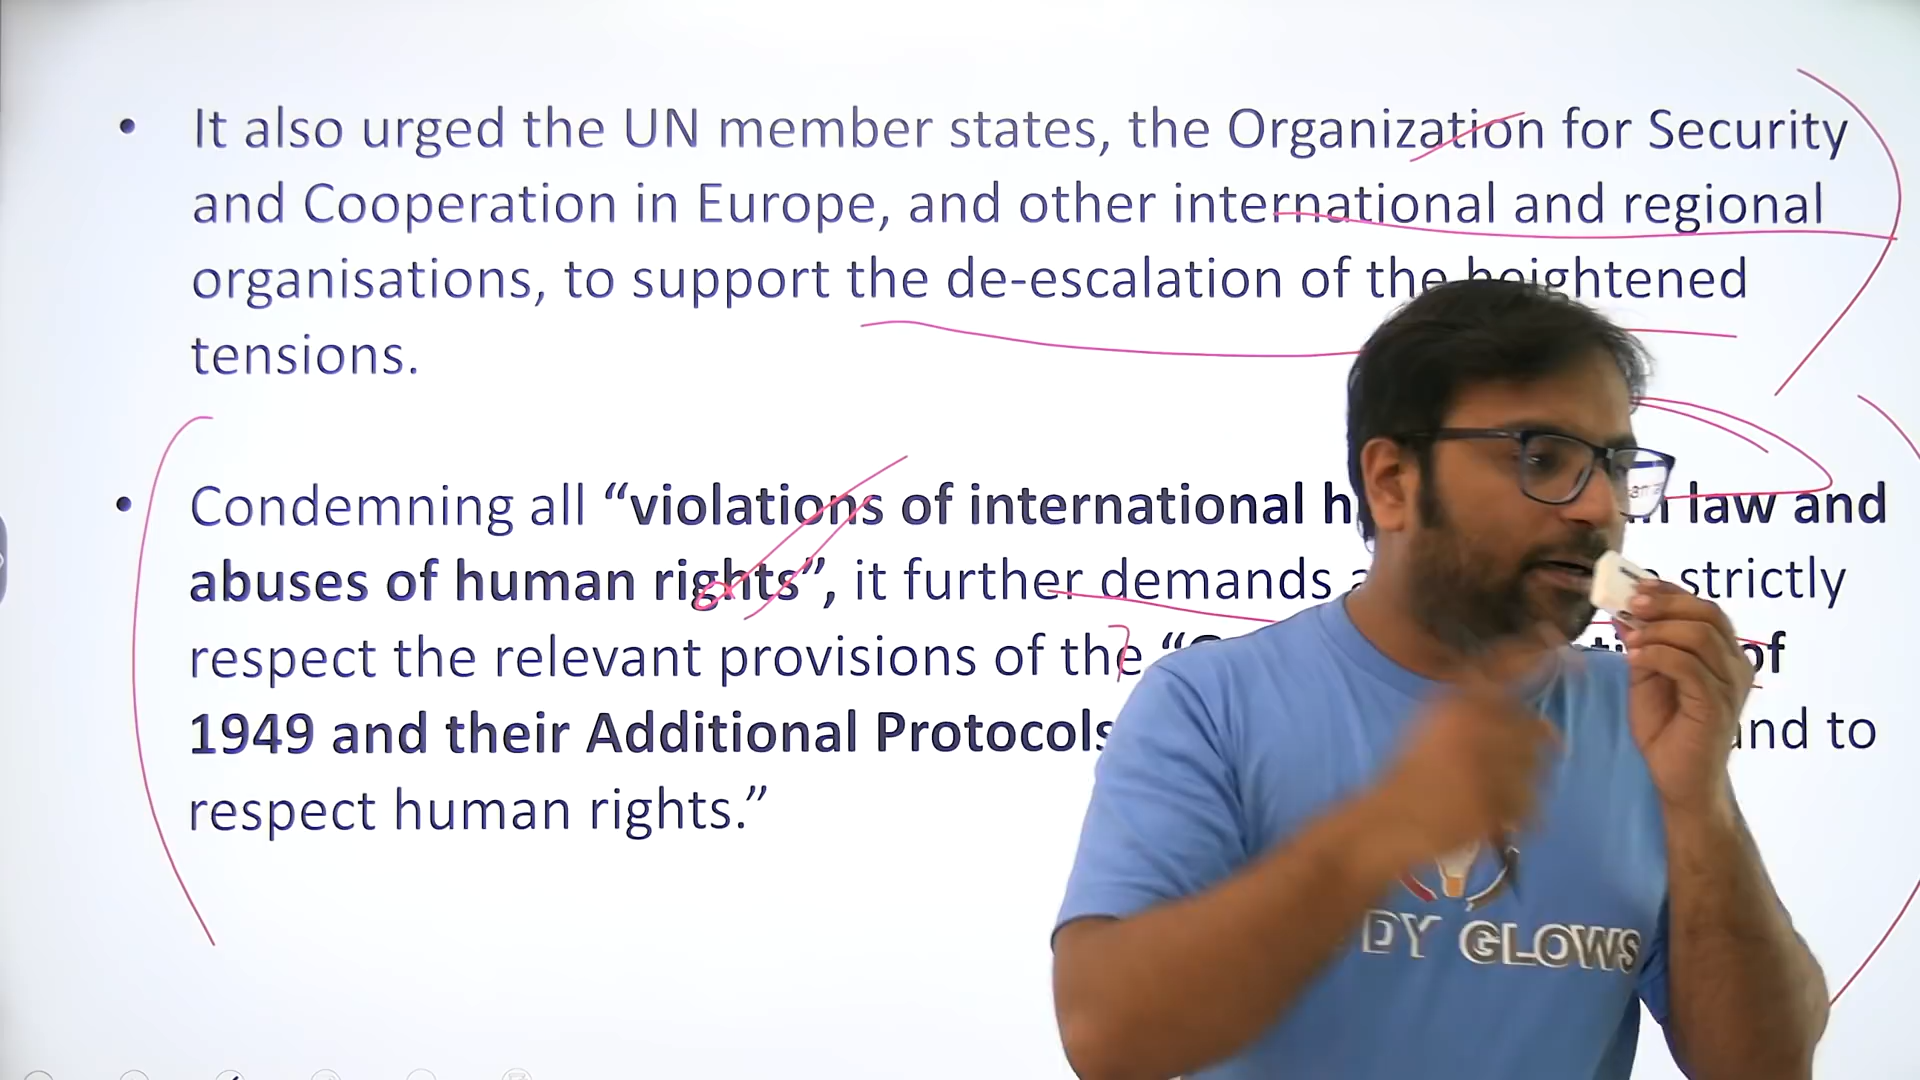 • It also urged the UN member states, the Organization for Security
and Cooperation in Europe, and other international and regional
organisations, to support the de-escalation of the heightened
tensions.
• Condemning all “violations of international law and
abuses of human rights”, it further demands strictly
respect the relevant provisions of the of
1949 and their Additional Protocols and to
respect human rights.”
DY GLOWS